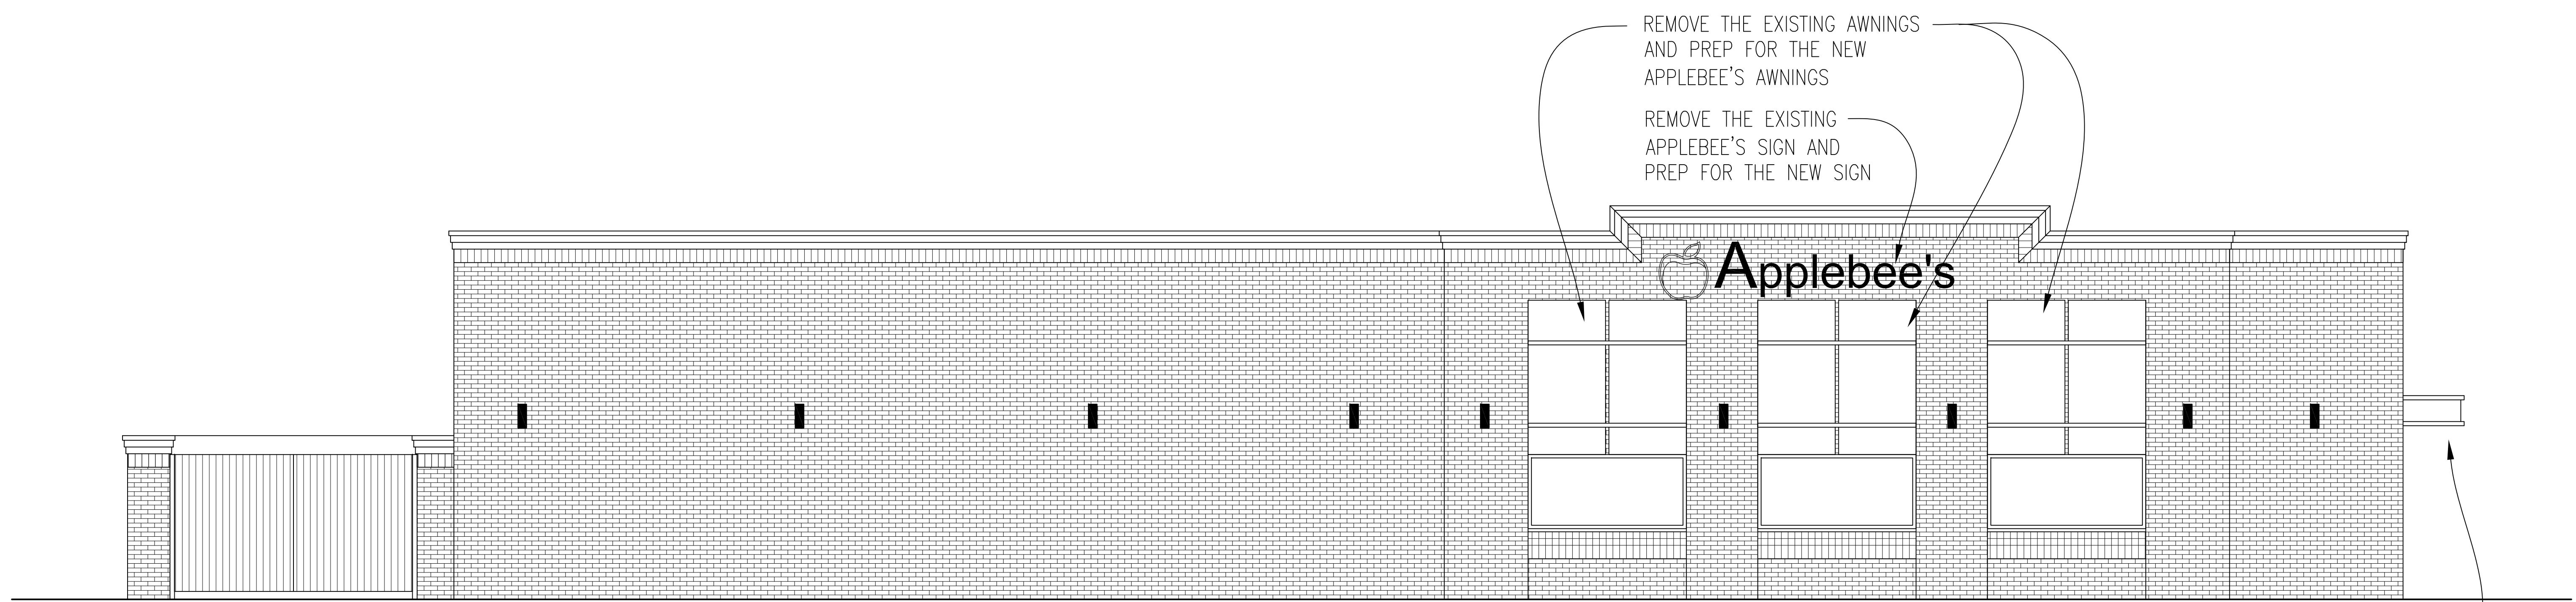 REMOVE THE EXISTING AWNINGS
AND PREP FOR THE NEW
APPLEBEE'S AWNINGS
REMOVE THE EXISTING
APPLEBEE'S SIGN AND
PREP FOR THE NEW SIGN
Applebee's